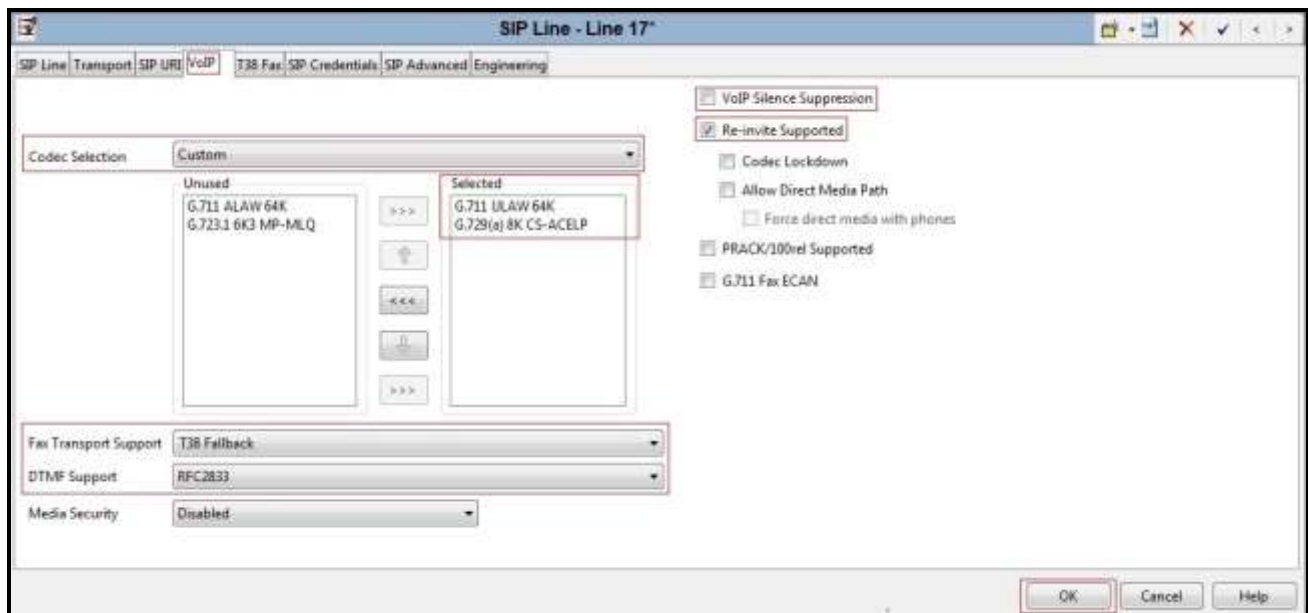 SIP Line - Line 17*
SIP Line Transport SIP URI VoIP T38 Fax SIP Credentials SIP Advanced Engineering
VoIP Silence Suppression
Re-invite Supported
Codec Selection Custom
Codec Lockdown
Unused Selected
Allow Direct Media Path
G.711 ALAW 64K >>> G.711 ULAW 64K
G.723.1 6K3 MP-MLQ G.729(a) 8K CS-ACELP
Force direct media with phones
PRACK/100rel Supported
G.711 Fax ECAN
<<<
>>>
Fax Transport Support T38 Fallback
DTMF Support RFC2833
Media Security Disabled
OK Cancel Help